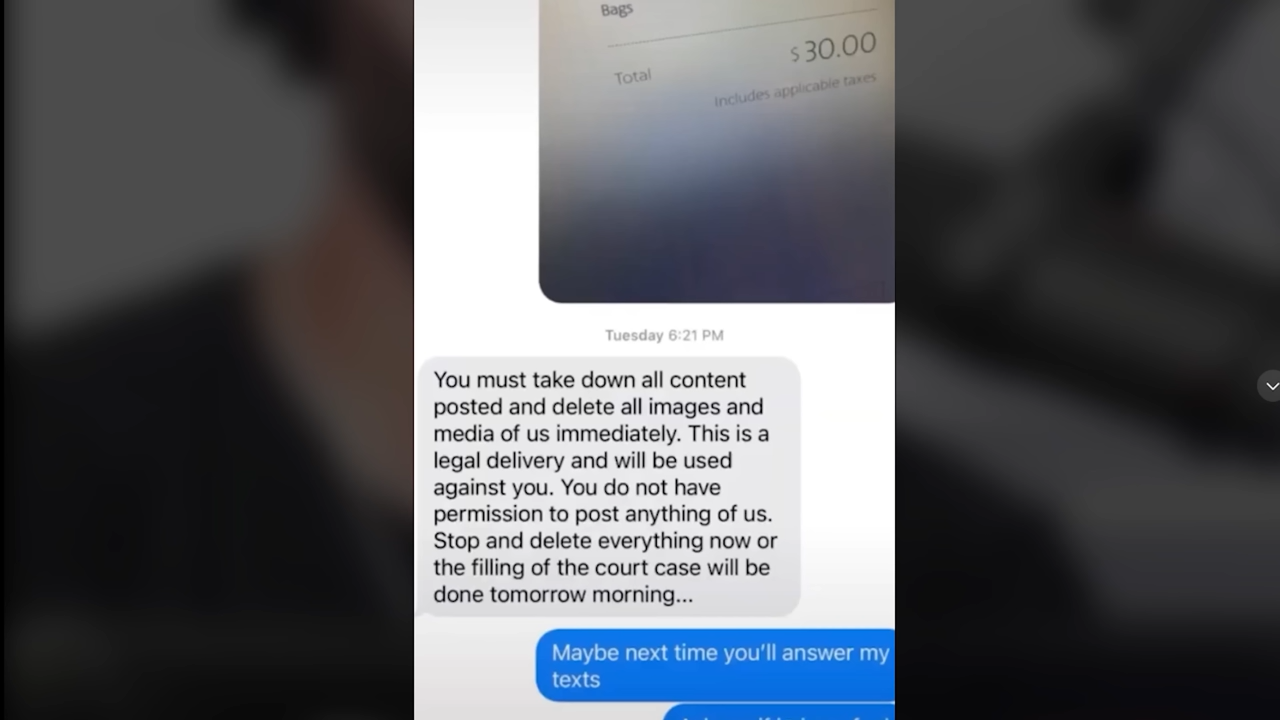 Bags
$30.00
Total
Includes applicable taxes
Tuesday 6:21 PM
You must take down all content
posted and delete all images and
media of us immediately. This is a
legal delivery and will be used
against you. You do not have
permission to post anything of us.
Stop and delete everything now or
the filling of the court case will be
done tomorrow morning...
Maybe next time you'll answer my
texts